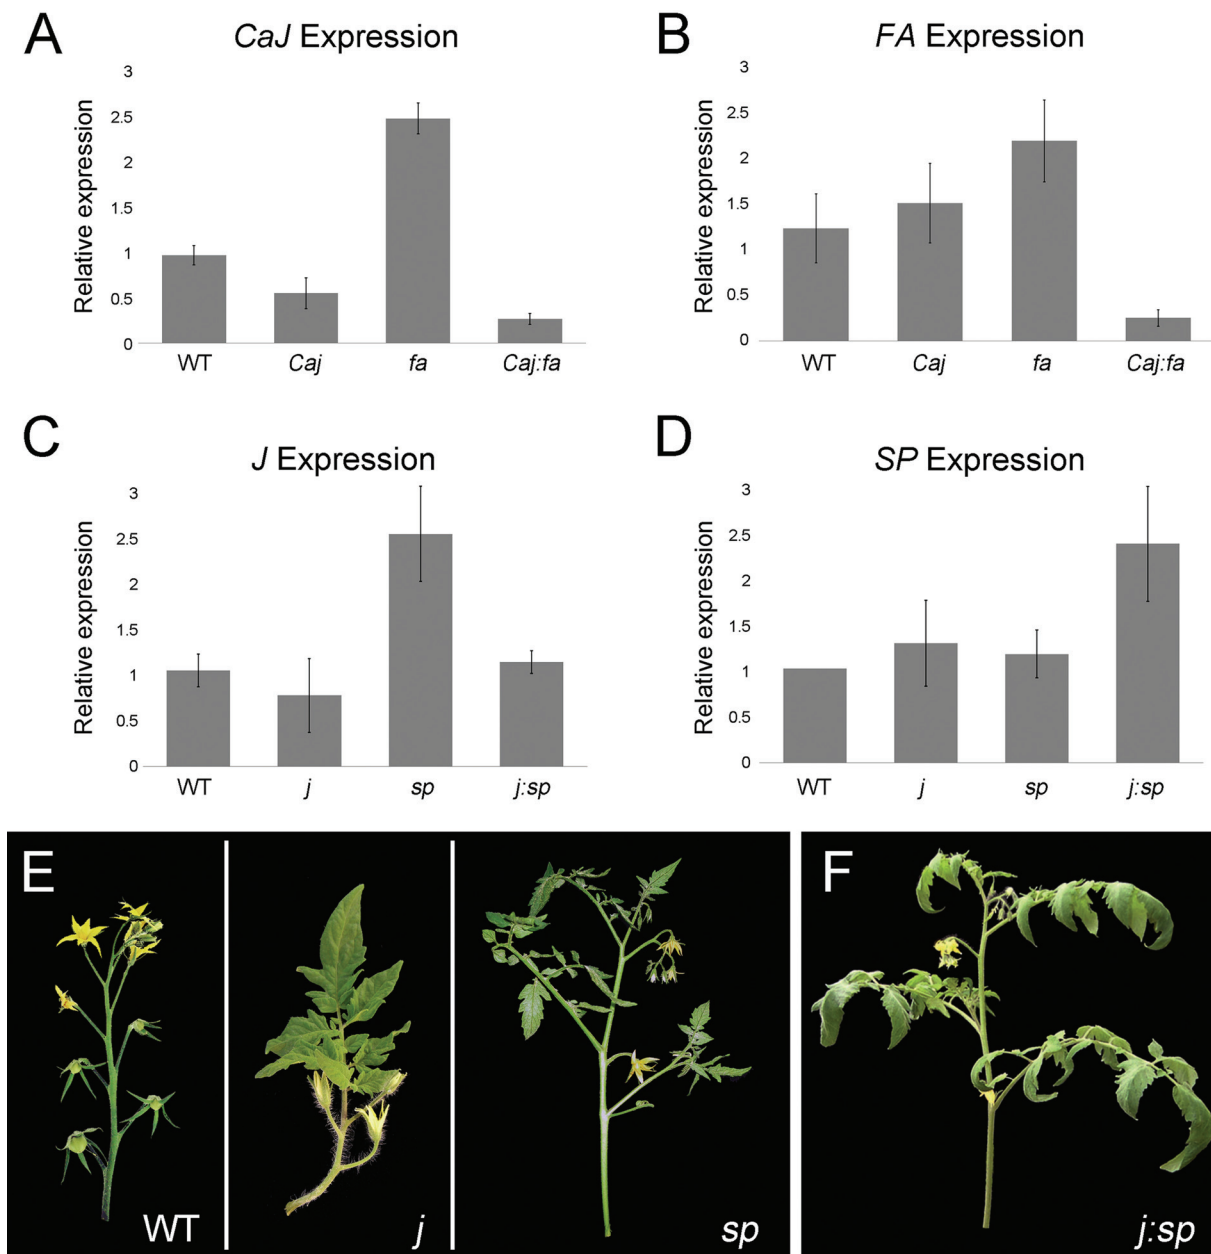 A
CaJ Expression
Relative expression
3
2.5
2
1.5
1
0.5
0
WT Caj fa Caj:fa
B
FA Expression
Relative expression
3
2.5
2
1.5
1
0.5
0
WT Caj fa Caj:fa
C
J Expression
Relative expression
3
2.5
2
1.5
1
0.5
0
WT j sp j:sp
D
SP Expression
Relative expression
3
2.5
2
1.5
1
0.5
0
WT j sp j:sp
E
WT
j
sp
F
j:sp